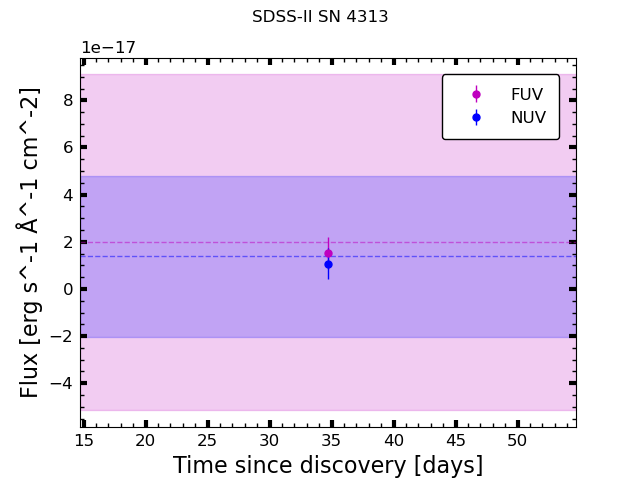 SDSS-II SN 4313
1e−17
FUV
NUV
8
6
4
2
0
−2
−4
Flux [erg s^-1 Å^-1 cm^-2]
15 20 25 30 35 40 45 50
Time since discovery [days]